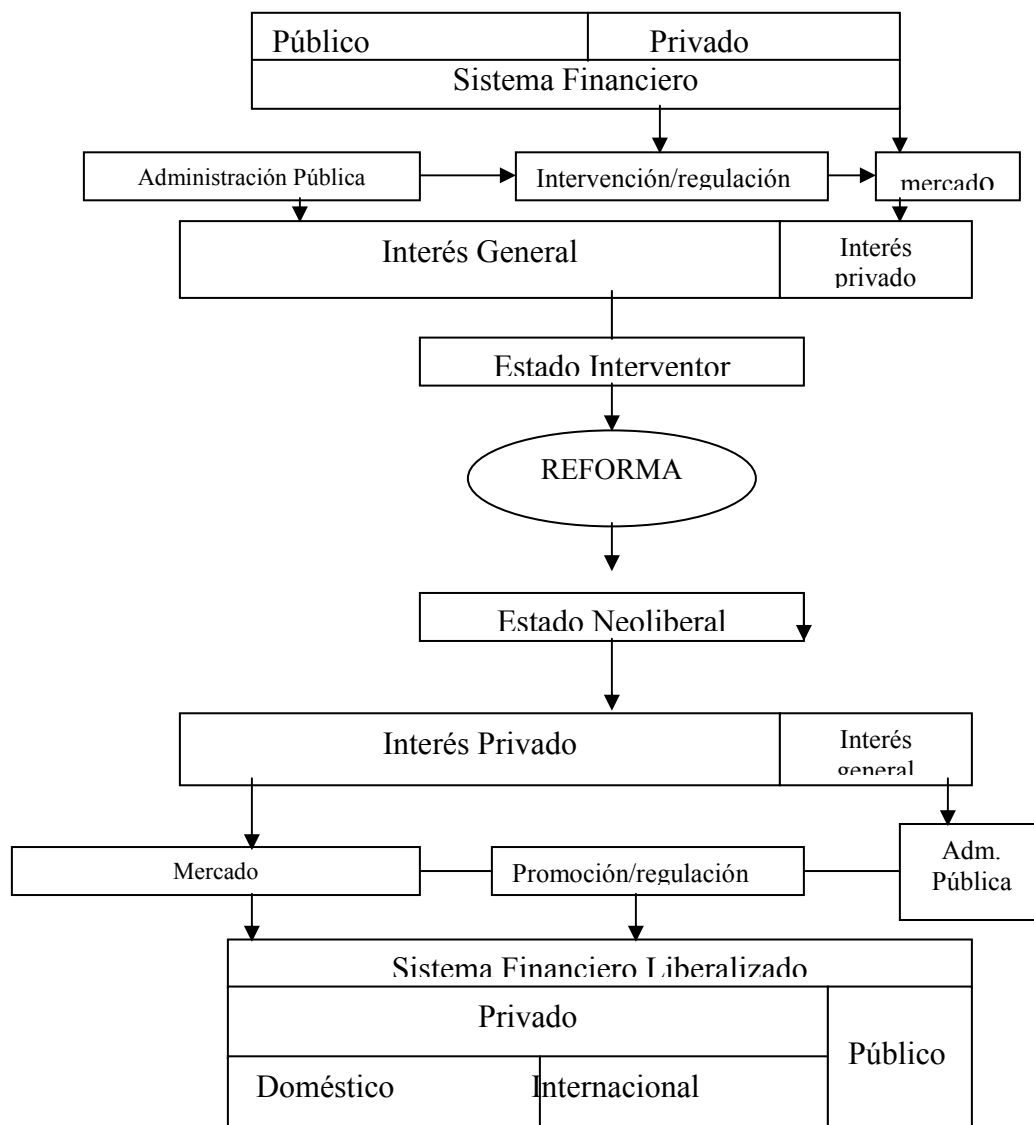 Público Privado
Sistema Financiero
Administración Pública Intervención/regulación mercado
Interés General Interés
privado
Estado Interventor
REFORMA
Estado Neoliberal
Interés Privado Interés
general
Mercado Promoción/regulación Adm.
Pública
Sistema Financiero Liberalizado
Privado
Público
Doméstico Internacional